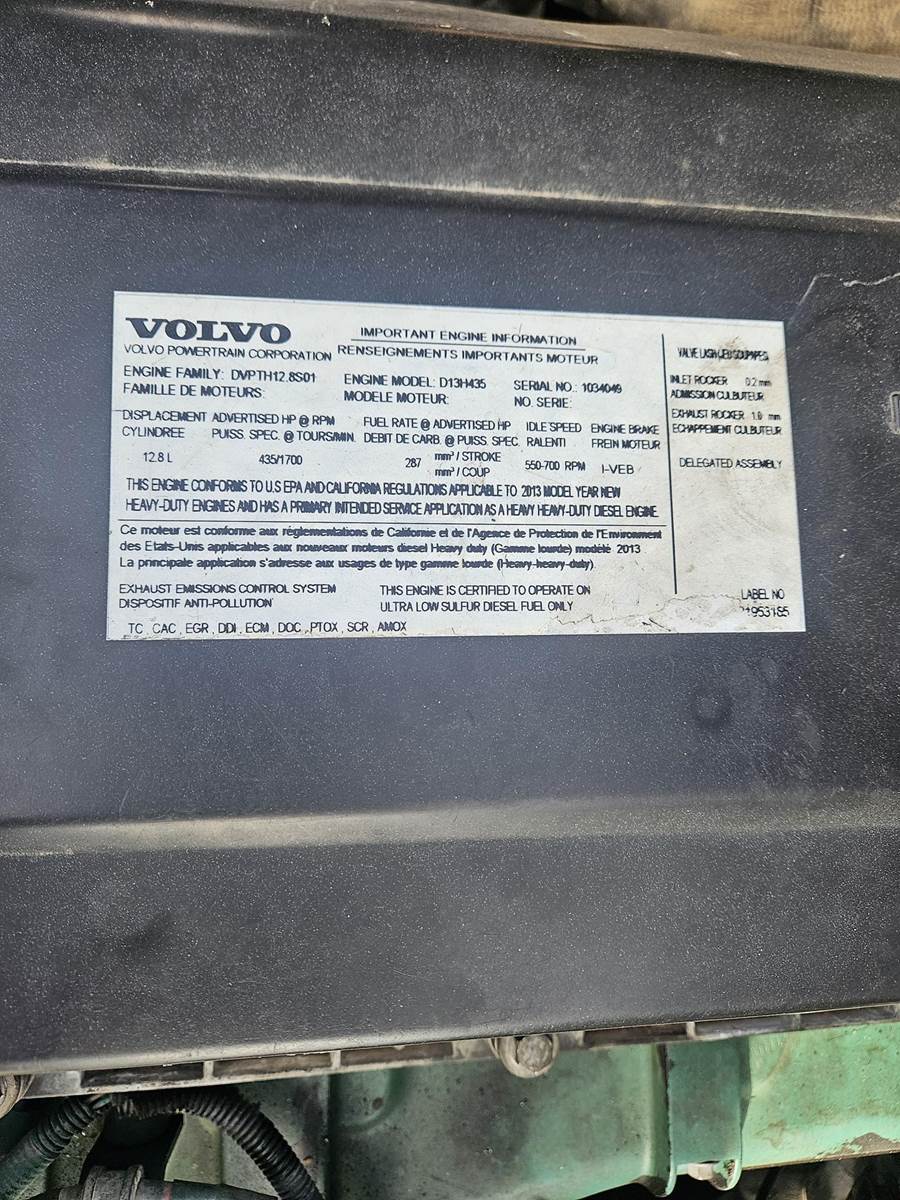 VOLVO
VOLVO POWERTRAIN CORPORATION
IMPORTANT ENGINE INFORMATION
RENSEIGNEMENTS IMPORTANTS MOTEUR
ENGINE FAMILY: DVPTH12.8S01
FAMILLE DE MOTEURS:
ENGINE MODEL: D13H435
MODELE MOTEUR:
SERIAL NO.: 1034049
NO. SERIE:
DISPLACEMENT ADVERTISED HP @ RPM FUEL RATE @ ADVERTISED HP IDLE SPEED ENGINE BRAKE
CYLINDREE PUISS. SPEC. @ TOURS/MIN. DEBIT DE CARB. @ PUISS. SPEC. RALENTI FREIN MOTEUR
12.8 L 435/1700 287 mm³ / STROKE 550-700 RPM I-VEB
mm³ / COUP
THIS ENGINE CONFORMS TO U.S EPA AND CALIFORNIA REGULATIONS APPLICABLE TO 2013 MODEL YEAR NEW
HEAVY-DUTY ENGINES AND HAS A PRIMARY INTENDED SERVICE APPLICATION AS A HEAVY HEAVY-DUTY DIESEL ENGINE.
Ce moteur est conforme aux réglementations de Californie et de l'Agence de Protection de l'Environment
des Etats-Unis applicables aux nouveaux moteurs diesel Heavy duty (Gamme lourde) modèlé 2013.
La principale application s'adresse aux usages de type gamme lourde (Heavy-heavy-duty)
EXHAUST EMISSIONS CONTROL SYSTEM
DISPOSITIF ANTI-POLLUTION
THIS ENGINE IS CERTIFIED TO OPERATE ON
ULTRA LOW SULFUR DIESEL FUEL ONLY
TC , CAC , EGR , DDI , ECM , DOC , PTOX , SCR , AMOX
VALVE LASH (JEU SOUPAPES)
INLET ROCKER 0.2 mm
ADMISSION CULBUTEUR
EXHAUST ROCKER 1.0 mm
ECHAPPEMENT CULBUTEUR
DELEGATED ASSEMBLY
LABEL NO